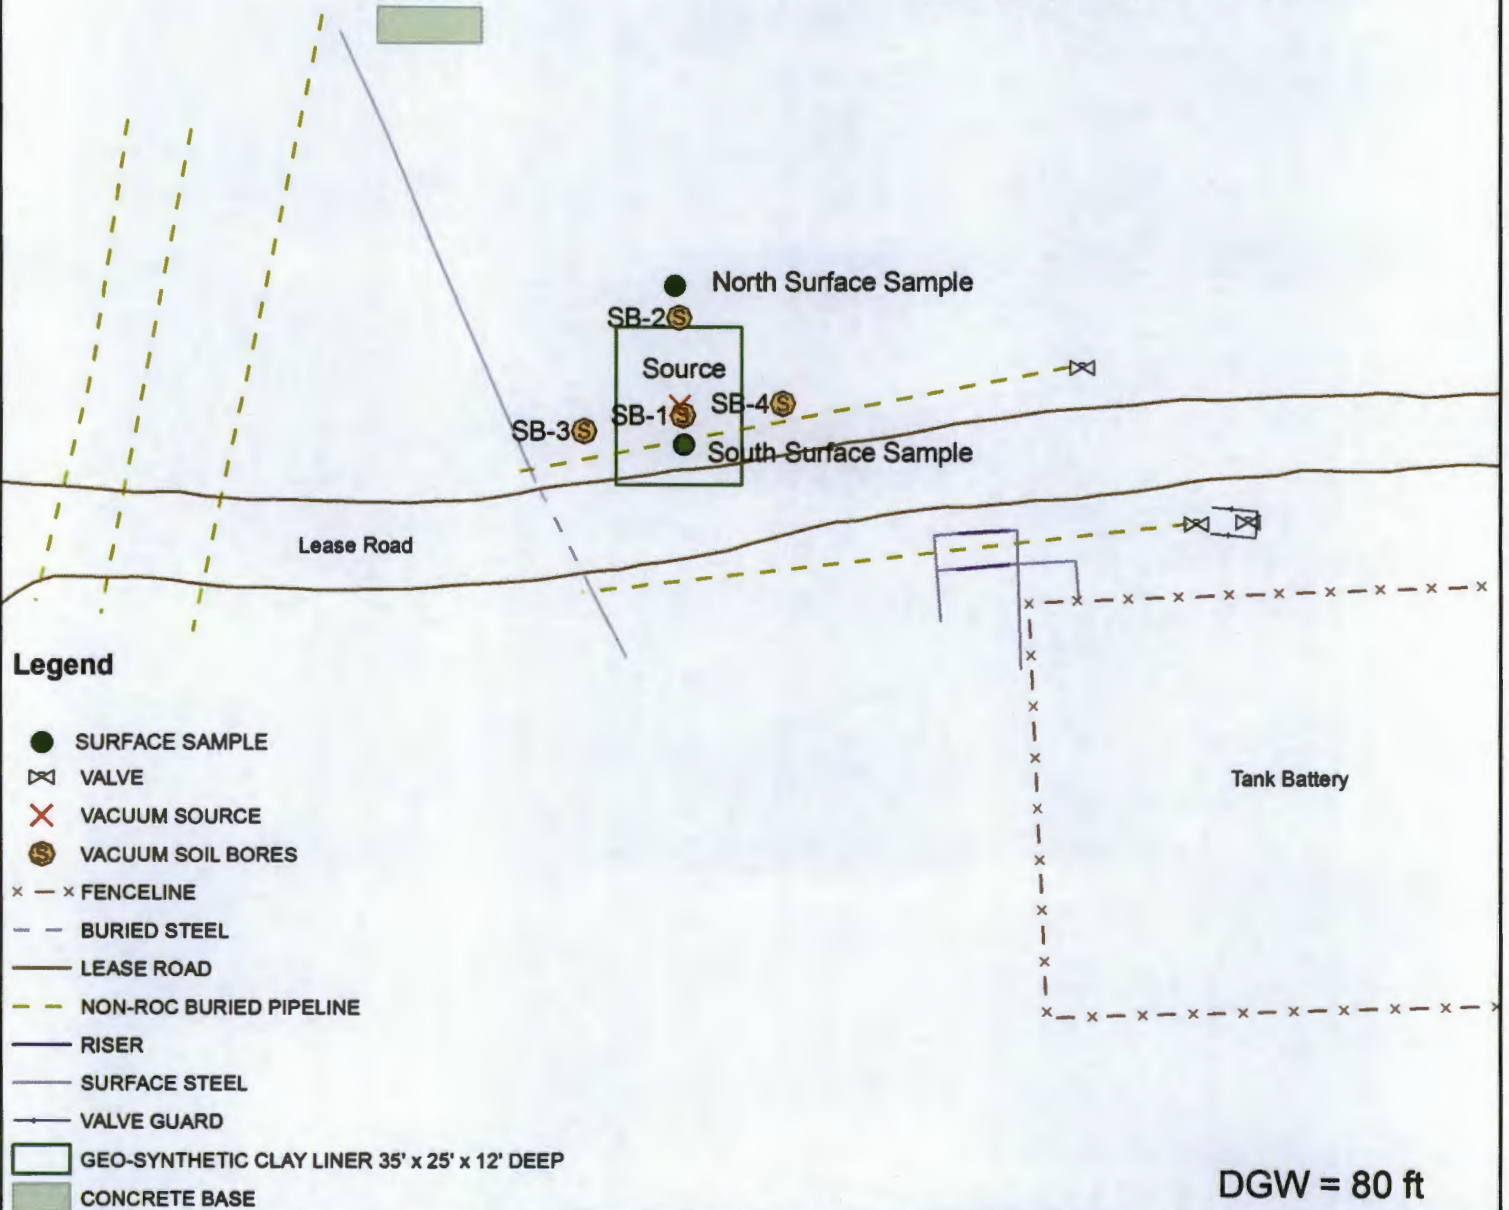 North Surface Sample
SB-2
Source
SB-1
SB-4
SB-3
South Surface Sample
Lease Road
Legend
SURFACE SAMPLE
VALVE
VACUUM SOURCE
VACUUM SOIL BORES
FENCELINE
BURIED STEEL
LEASE ROAD
NON-ROC BURIED PIPELINE
RISER
SURFACE STEEL
VALVE GUARD
GEO-SYNTHETIC CLAY LINER 35' x 25' x 12' DEEP
CONCRETE BASE
Tank Battery
DGW = 80 ft